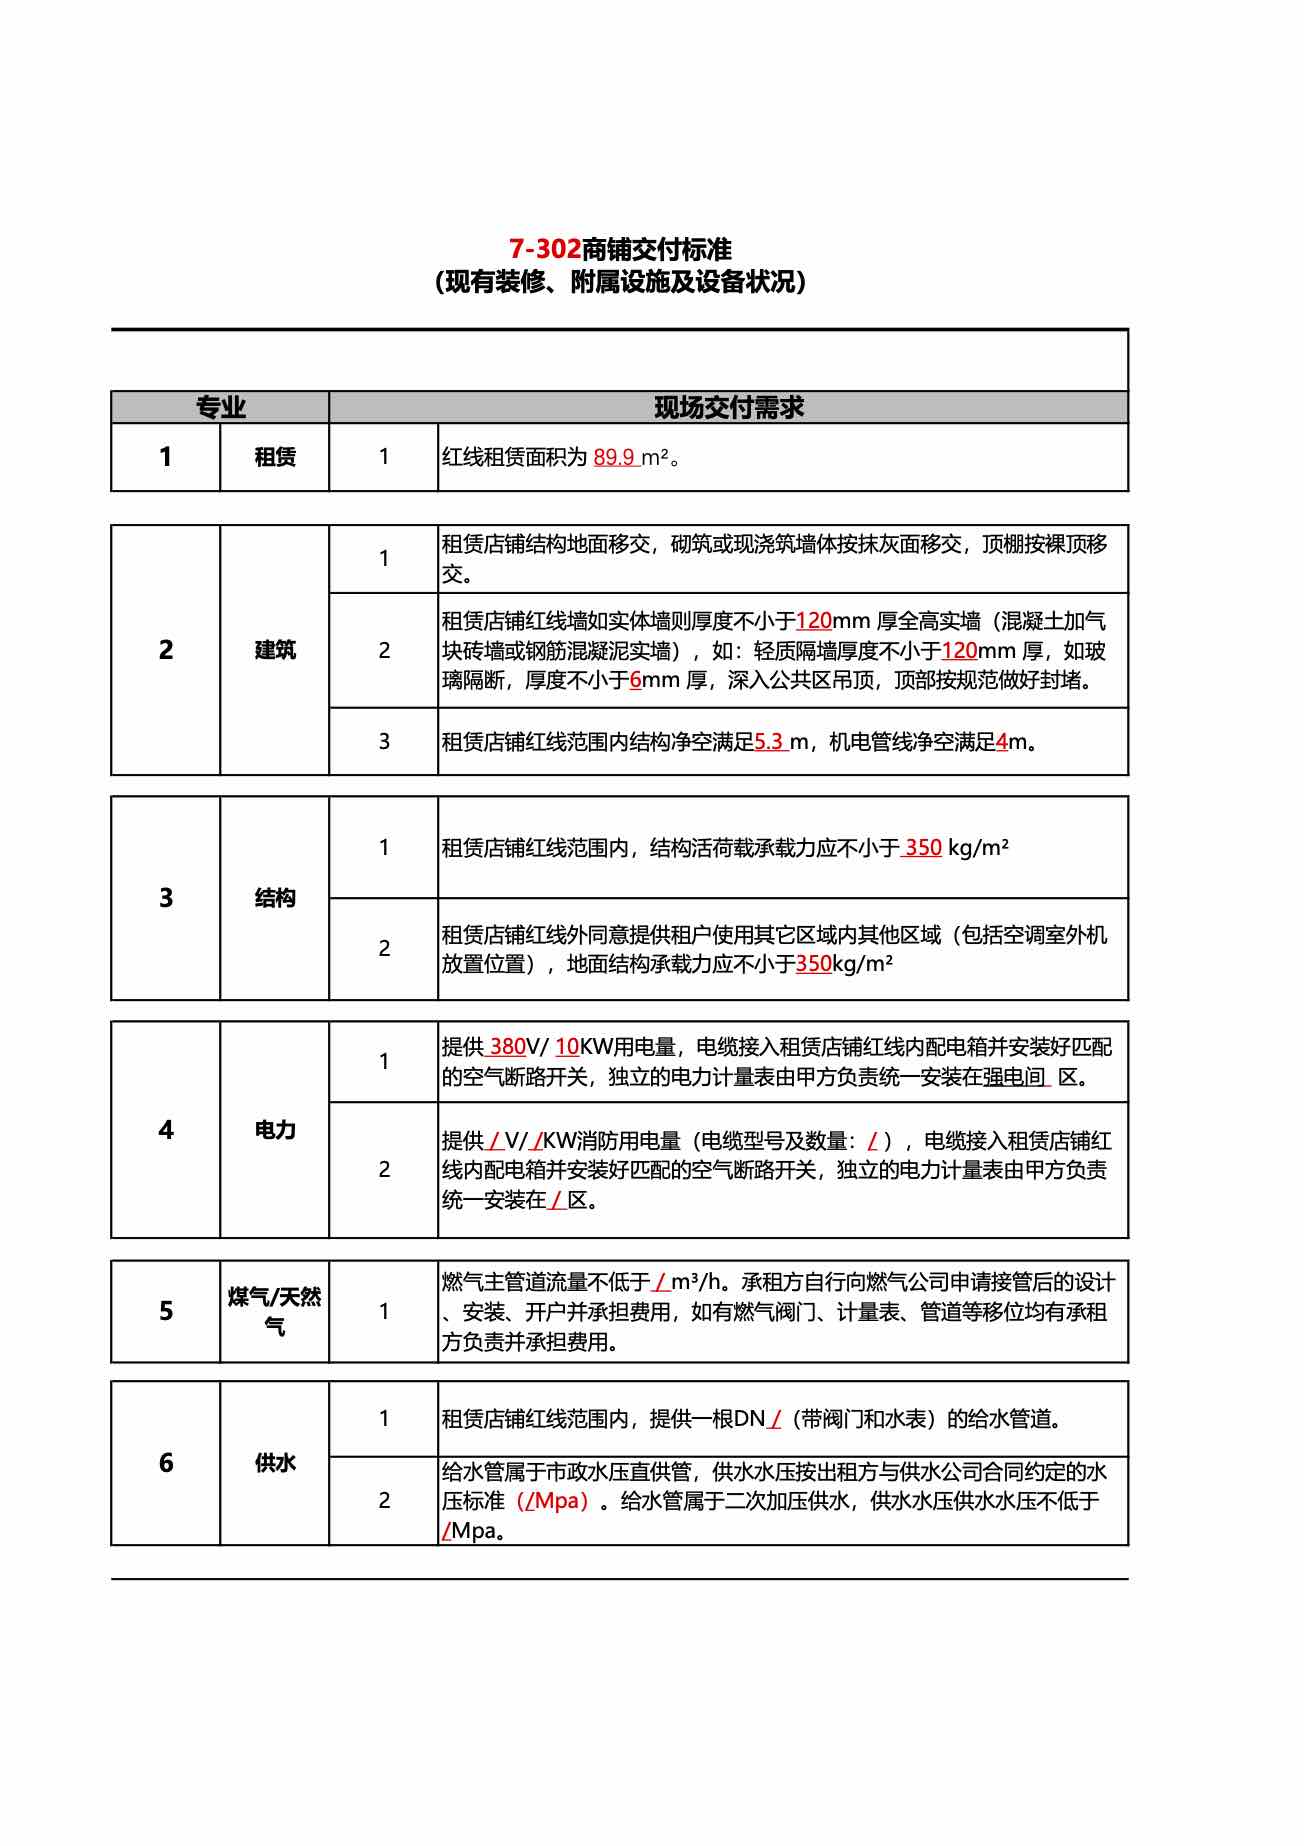 7-302商铺交付标准
（现有装修、附属设施及设备状况）
专业
现场交付需求
1
租赁
1
红线租赁面积为 89.9 m²。
2
建筑
1
租赁店铺结构地面移交，砌筑或现浇筑墙体按抹灰面移交，顶棚按裸顶移
交。
2
租赁店铺红线墙如实体墙则厚度不小于120mm 厚全高实墙（混凝土加气
块砖墙或钢筋混凝泥实墙），如：轻质隔墙厚度不小于120mm 厚，如玻
璃隔断，厚度不小于6mm 厚，深入公共区吊顶，顶部按规范做好封堵。
3
租赁店铺红线范围内结构净空满足5.3 m，机电管线净空满足4m。
3
结构
1
租赁店铺红线范围内，结构活荷载承载力应不小于 350 kg/m²
2
租赁店铺红线外同意提供租户使用其它区域内其他区域（包括空调室外机
放置位置），地面结构承载力应不小于350kg/m²
4
电力
1
提供 380V/ 10KW用电量，电缆接入租赁店铺红线内配电箱并安装好匹配
的空气断路开关，独立的电力计量表由甲方负责统一安装在强电间 区。
2
提供 / V/ /KW消防用电量（电缆型号及数量：/ ），电缆接入租赁店铺红
线内配电箱并安装好匹配的空气断路开关，独立的电力计量表由甲方负责
统一安装在 / 区。
5
煤气/天然
气
1
燃气主管道流量不低于 / m³/h。承租方自行向燃气公司申请接管后的设计
、安装、开户并承担费用，如有燃气阀门、计量表、管道等移位均有承租
方负责并承担费用。
6
供水
1
租赁店铺红线范围内，提供一根DN /（带阀门和水表）的给水管道。
2
给水管属于市政水压直供管，供水水压按出租方与供水公司合同约定的水
压标准（/Mpa）。给水管属于二次加压供水，供水水压供水水压不低于
/Mpa。